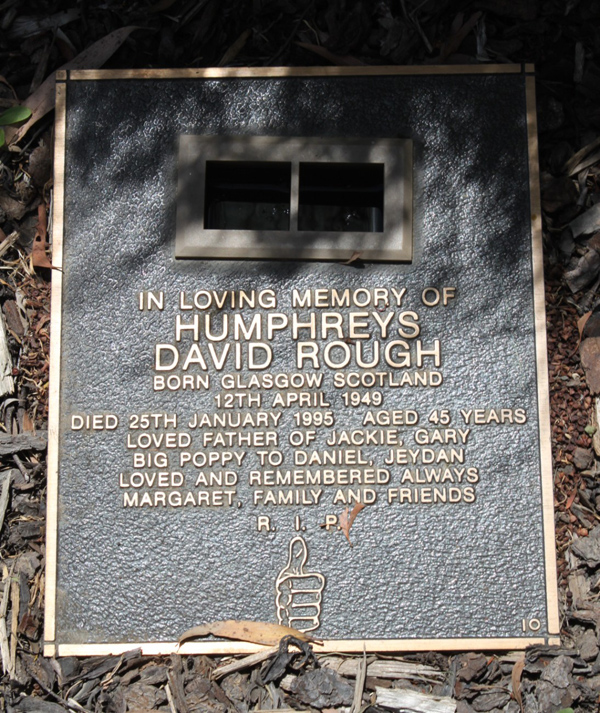 IN LOVING MEMORY OF
HUMPHREYS
DAVID ROUGH
BORN GLASGOW SCOTLAND
12TH APRIL 1949
DIED 25TH JANUARY 1995 AGED 45 YEARS
LOVED FATHER OF JACKIE, GARY
BIG POPPY TO DANIEL, JEYDAN
LOVED AND REMEMBERED ALWAYS
MARGARET, FAMILY AND FRIENDS
R. I. P.
10